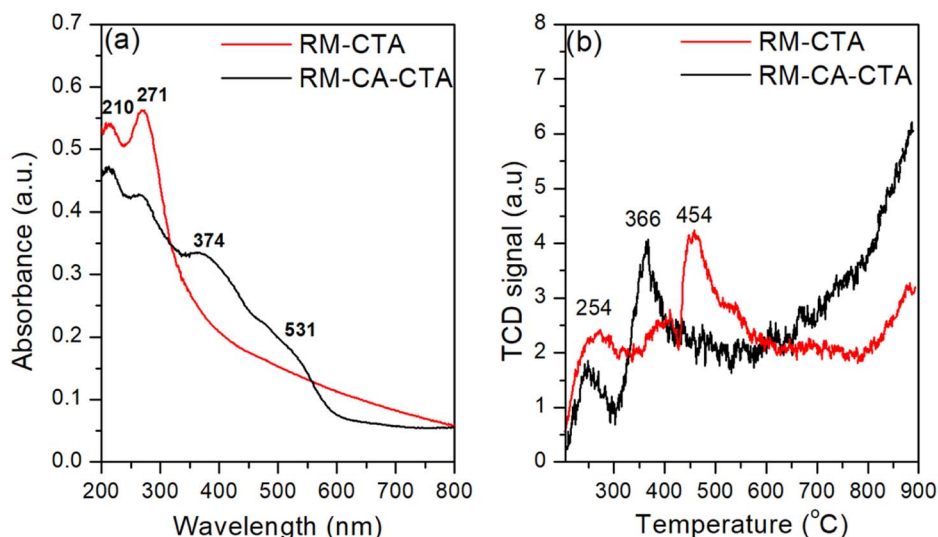 (a)
RM-CTA
RM-CA-CTA
210 271
374
531
0.7
0.6
0.5
0.4
0.3
0.2
0.1
0.0
Absorbance (a.u.)
200 300 400 500 600 700 800
Wavelength (nm)
(b)
RM-CTA
RM-CA-CTA
254
366
454
8
7
6
5
4
3
2
1
0
TCD signal (a.u)
300 400 500 600 700 800 900
Temperature (°C)